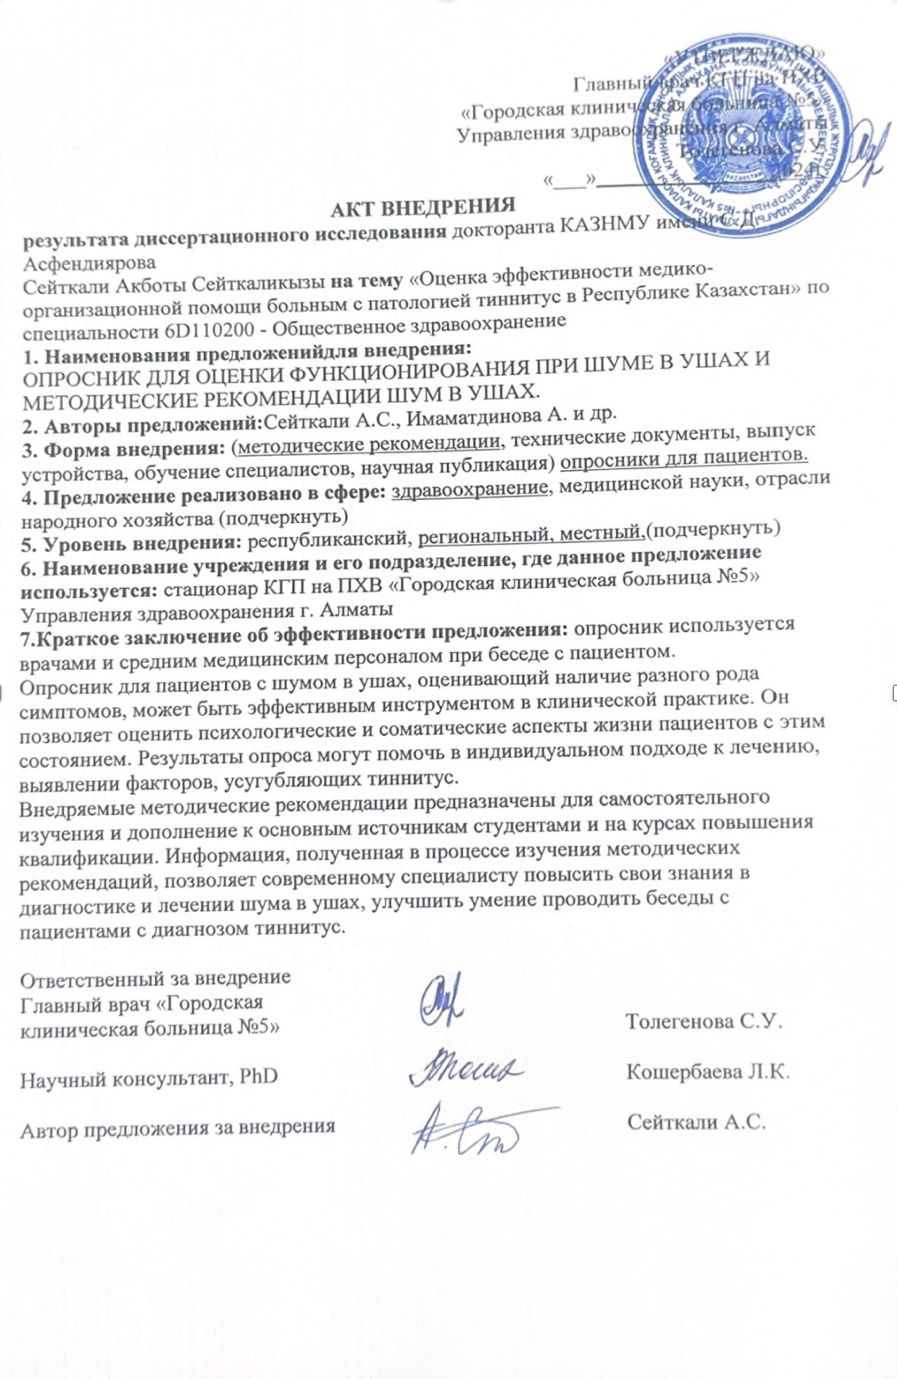 «УТВЕРЖДАЮ»
Главный врач КГП на ПХВ
«Городская клиническая больница №5»
Управления здравоохранения г. Алматы
Толегенова С.У.
«___»
АКТ ВНЕДРЕНИЯ
результата диссертационного исследования докторанта КАЗНМУ имени С.Д.
Асфендиярова
Сейткали Акботы Сейткаликызы на тему «Оценка эффективности медико-
организационной помощи больным с патологией тиннитус в Республике Казахстан» по
специальности 6D110200 - Общественное здравоохранение
1. Наименования предложенийдля внедрения:
ОПРОСНИК ДЛЯ ОЦЕНКИ ФУНКЦИОНИРОВАНИЯ ПРИ ШУМЕ В УШАХ И
МЕТОДИЧЕСКИЕ РЕКОМЕНДАЦИИ ШУМ В УШАХ.
2. Авторы предложений:Сейткали А.С., Имаматдинова А. и др.
3. Форма внедрения: (методические рекомендации, технические документы, выпуск
устройства, обучение специалистов, научная публикация) опросники для пациентов.
4. Предложение реализовано в сфере: здравоохранение, медицинской науки, отрасли
народного хозяйства (подчеркнуть)
5. Уровень внедрения: республиканский, региональный, местный,(подчеркнуть)
6. Наименование учреждения и его подразделение, где данное предложение
используется: стационар КГП на ПХВ «Городская клиническая больница №5»
Управления здравоохранения г. Алматы
7.Краткое заключение об эффективности предложения: опросник используется
врачами и средним медицинским персоналом при беседе с пациентом.
Опросник для пациентов с шумом в ушах, оценивающий наличие разного рода
симптомов, может быть эффективным инструментом в клинической практике. Он
позволяет оценить психологические и соматические аспекты жизни пациентов с этим
состоянием. Результаты опроса могут помочь в индивидуальном подходе к лечению,
выявлении факторов, усугубляющих тиннитус.
Внедряемые методические рекомендации предназначены для самостоятельного
изучения и дополнение к основным источникам студентами и на курсах повышения
квалификации. Информация, полученная в процессе изучения методических
рекомендаций, позволяет современному специалисту повысить свои знания в
диагностике и лечении шума в ушах, улучшить умение проводить беседы с
пациентами с диагнозом тиннитус.
Ответственный за внедрение
Главный врач «Городская
клиническая больница №5» Толегенова С.У.
Научный консультант, PhD Кошербаева Л.К.
Автор предложения за внедрения Сейткали А.С.